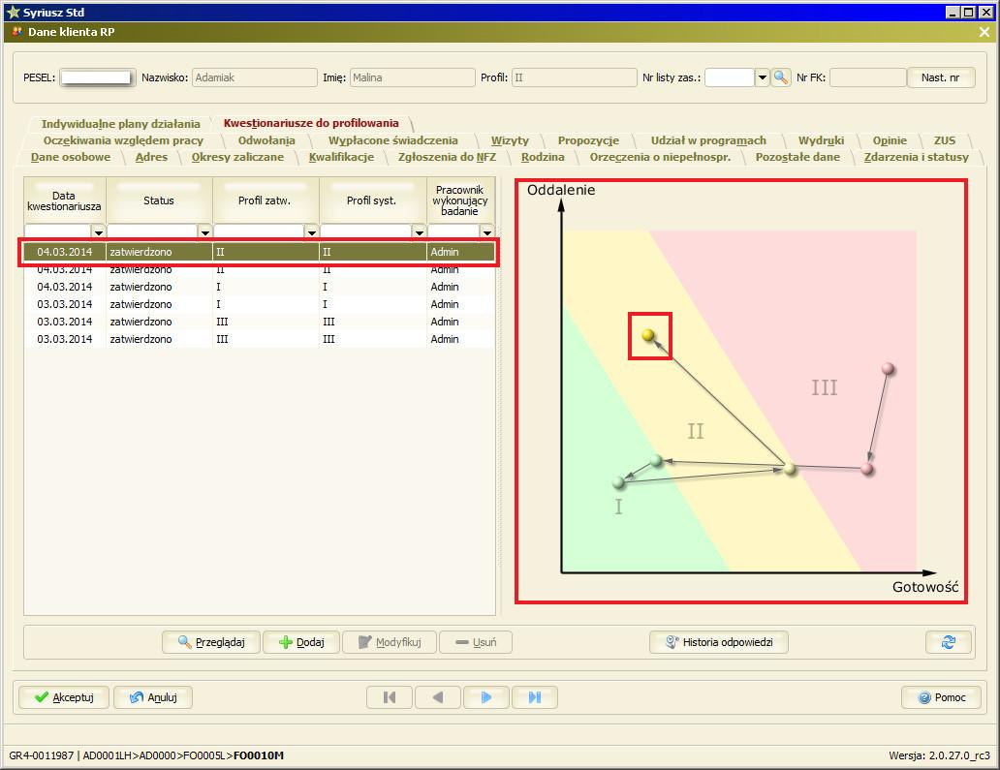 Syriusz Std
Dane klienta RP
PESEL: Nazwisko: Adamiak Imię: Malina Profil: II Nr listy zas.: Nr FK: Nast. nr
Indywidualne plany działania Kwestionariusze do profilowania
Oczekiwania względem pracy Odwołania Wypłacone świadczenia Wizyty Propozycje Udział w programach Wydruki Opinie ZUS
Dane osobowe Adres Okresy zaliczane Kwalifikacje Zgłoszenia do NFZ Rodzina Orzeczenia o niepełnospr. Pozostałe dane Zdarzenia i statusy
Data kwestionariusza Status Profil zatw. Profil syst. Pracownik wykonujący badanie
04.03.2014 zatwierdzono II II Admin
04.03.2014 zatwierdzono II II Admin
04.03.2014 zatwierdzono I I Admin
03.03.2014 zatwierdzono I I Admin
03.03.2014 zatwierdzono III III Admin
03.03.2014 zatwierdzono III III Admin
Oddalenie
III
II
I
Gotowość
Przeglądaj Dodaj Modyfikuj Usuń Historia odpowiedzi
Akceptuj Anuluj Pomoc
GR4-0011987 | AD0001LH>AD0000>FO0005L>FO0010M Wersja: 2.0.27.0_rc3